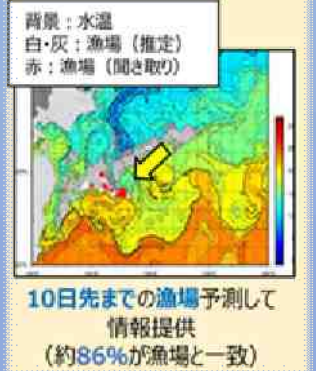 背景：水温
白・灰：漁場（推定）
赤：漁場（聞き取り）
10日先までの漁場予測して
情報提供
（約86%が漁場と一致）